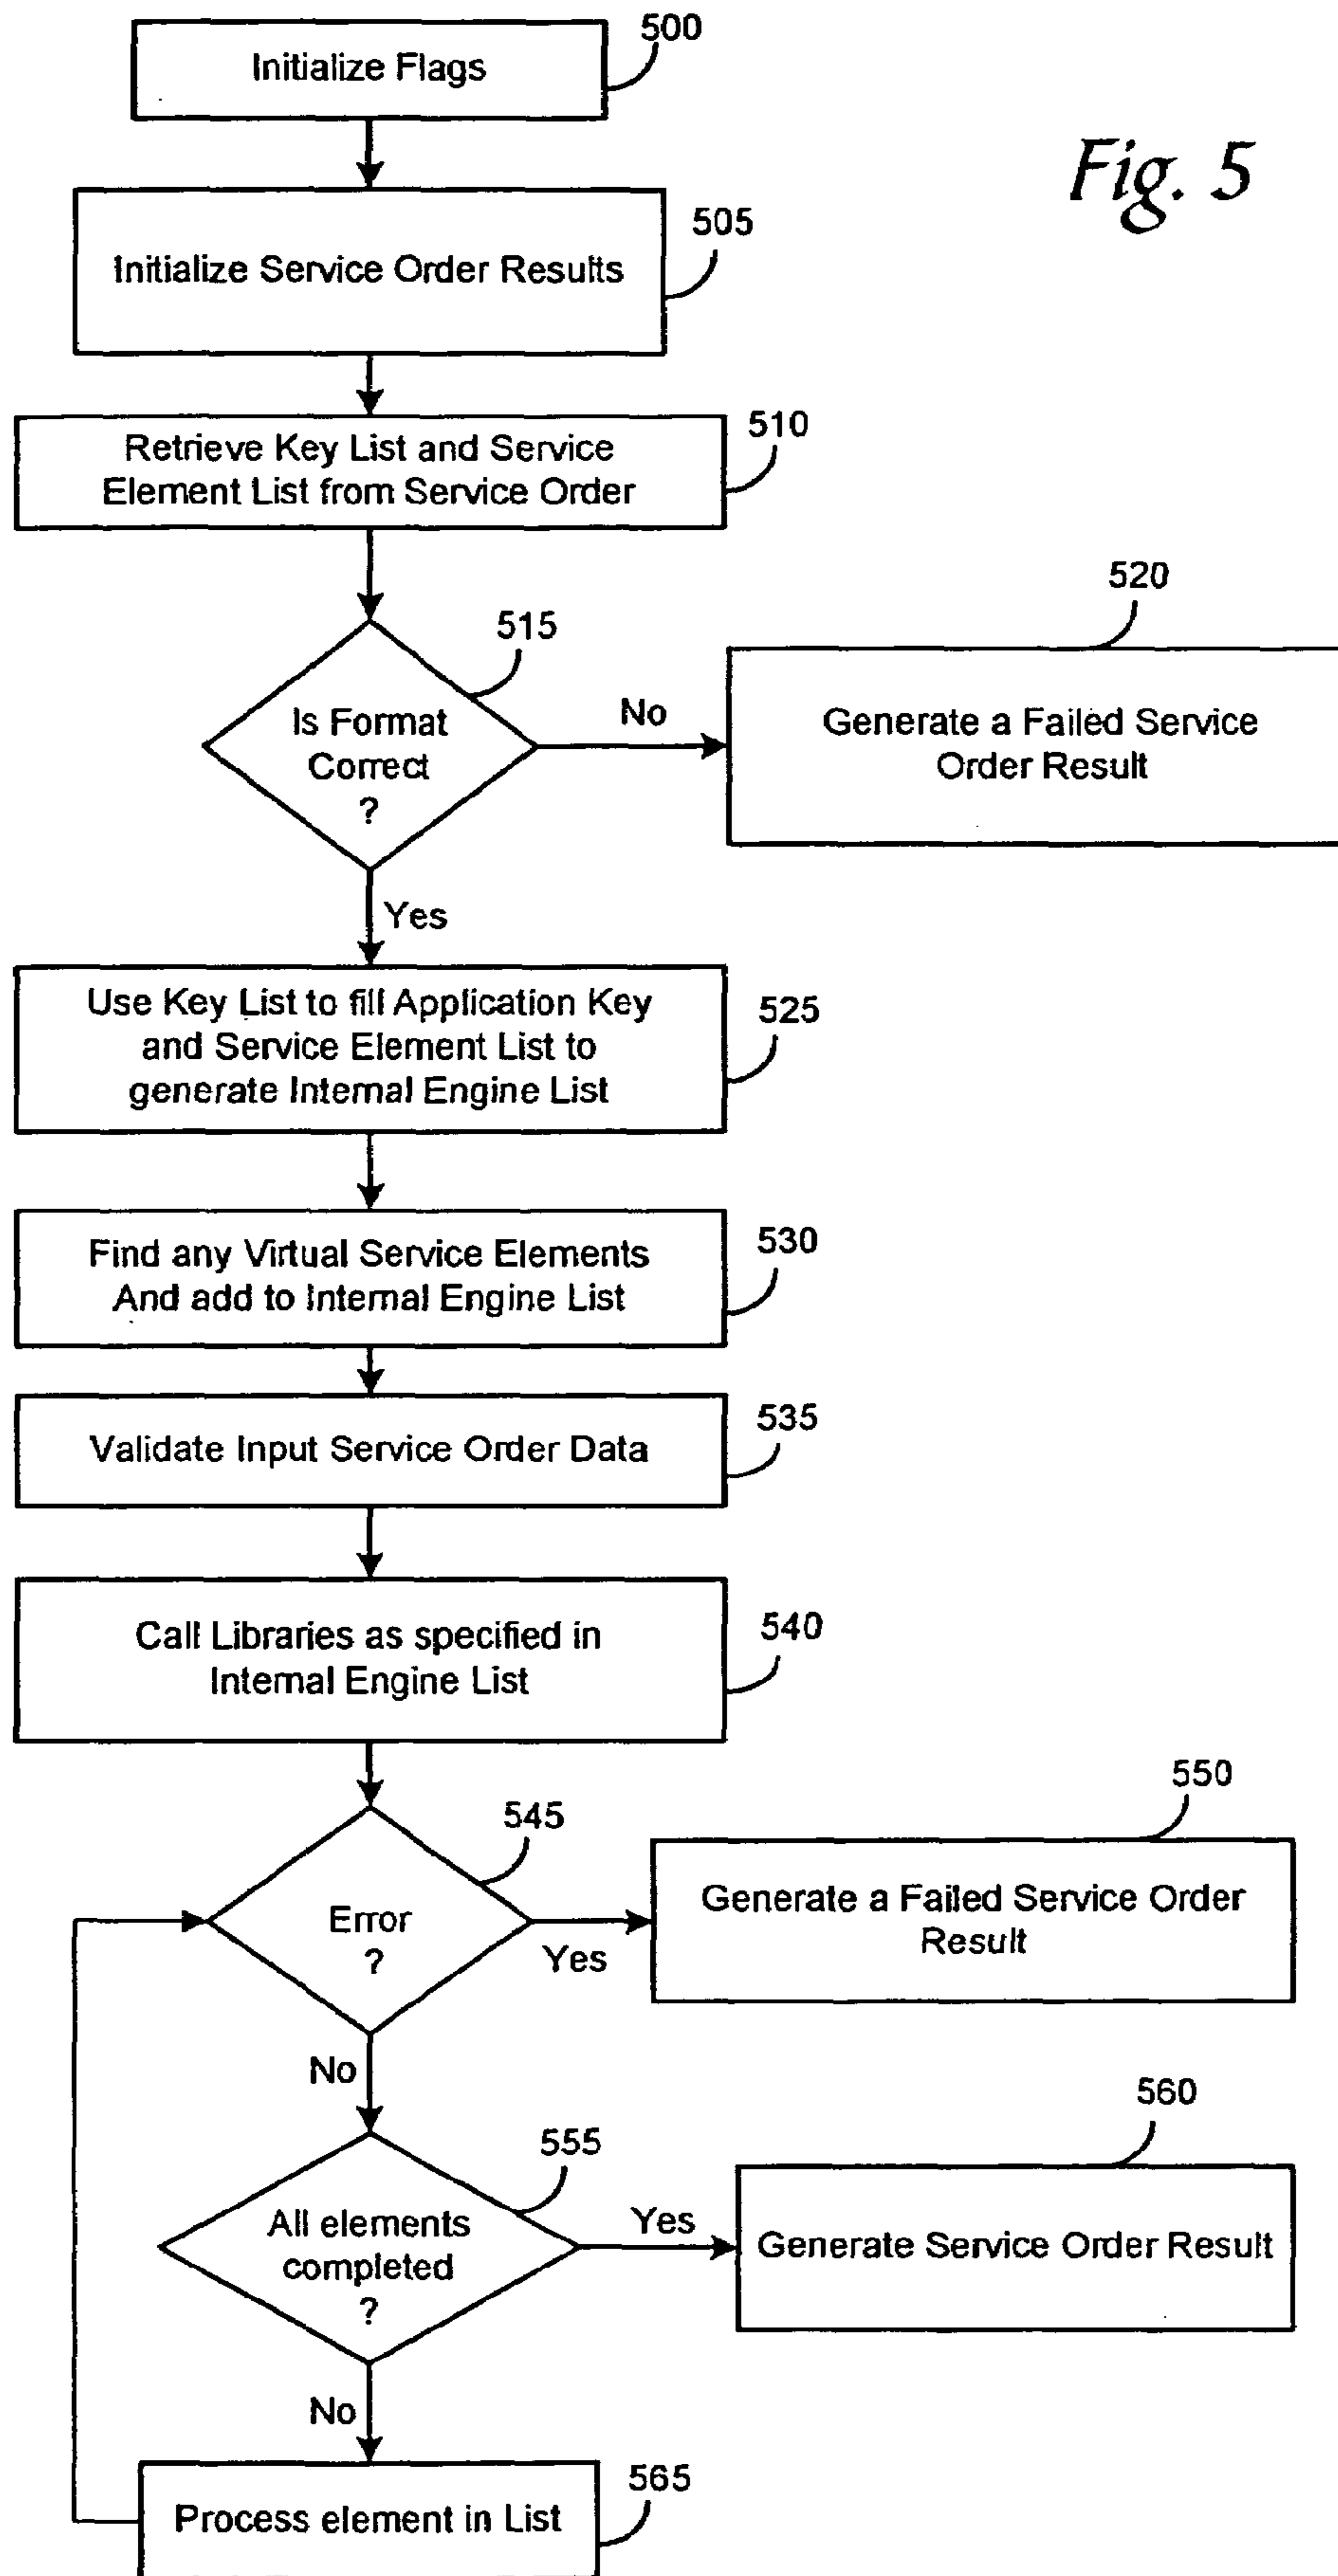 500
Initialize Flags
Fig. 5
505
Initialize Service Order Results
510
Retrieve Key List and Service
Element List from Service Order
515
520
Is Format
Correct
?
No
Generate a Failed Service
Order Result
Yes
Use Key List to fill Application Key
and Service Element List to
generate Internal Engine List
525
Find any Virtual Service Elements
And add to Internal Engine List
530
Validate Input Service Order Data
535
Call Libraries as specified in
Internal Engine List
540
545
550
Error
?
Yes
Generate a Failed Service Order
Result
No
555
560
All elements
completed
?
Yes
Generate Service Order Result
No
565
Process element in List